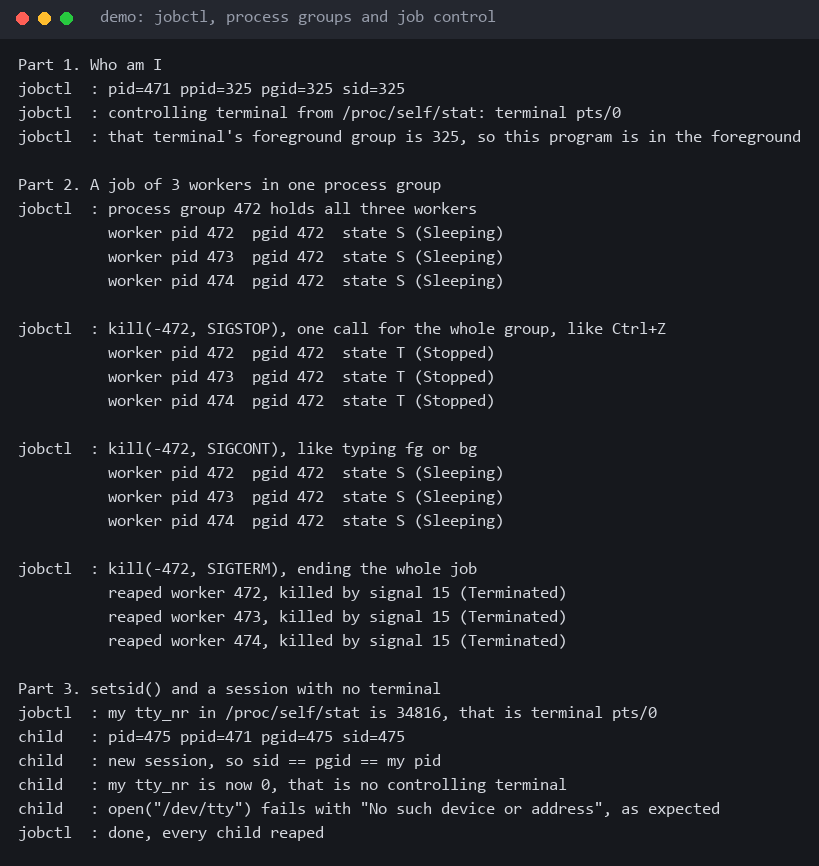 demo: jobctl, process groups and job control
Part 1. Who am I
jobctl  : pid=471 ppid=325 pgid=325 sid=325
jobctl  : controlling terminal from /proc/self/stat: terminal pts/0
jobctl  : that terminal's foreground group is 325, so this program is in the foreground
Part 2. A job of 3 workers in one process group
jobctl  : process group 472 holds all three workers
          worker pid 472  pgid 472  state S (Sleeping)
          worker pid 473  pgid 472  state S (Sleeping)
          worker pid 474  pgid 472  state S (Sleeping)
jobctl  : kill(-472, SIGSTOP), one call for the whole group, like Ctrl+Z
          worker pid 472  pgid 472  state T (Stopped)
          worker pid 473  pgid 472  state T (Stopped)
          worker pid 474  pgid 472  state T (Stopped)
jobctl  : kill(-472, SIGCONT), like typing fg or bg
          worker pid 472  pgid 472  state S (Sleeping)
          worker pid 473  pgid 472  state S (Sleeping)
          worker pid 474  pgid 472  state S (Sleeping)
jobctl  : kill(-472, SIGTERM), ending the whole job
          reaped worker 472, killed by signal 15 (Terminated)
          reaped worker 473, killed by signal 15 (Terminated)
          reaped worker 474, killed by signal 15 (Terminated)
Part 3. setsid() and a session with no terminal
jobctl  : my tty_nr in /proc/self/stat is 34816, that is terminal pts/0
child   : pid=475 ppid=471 pgid=475 sid=475
child   : new session, so sid == pgid == my pid
child   : my tty_nr is now 0, that is no controlling terminal
child   : open("/dev/tty") fails with "No such device or address", as expected
jobctl  : done, every child reaped